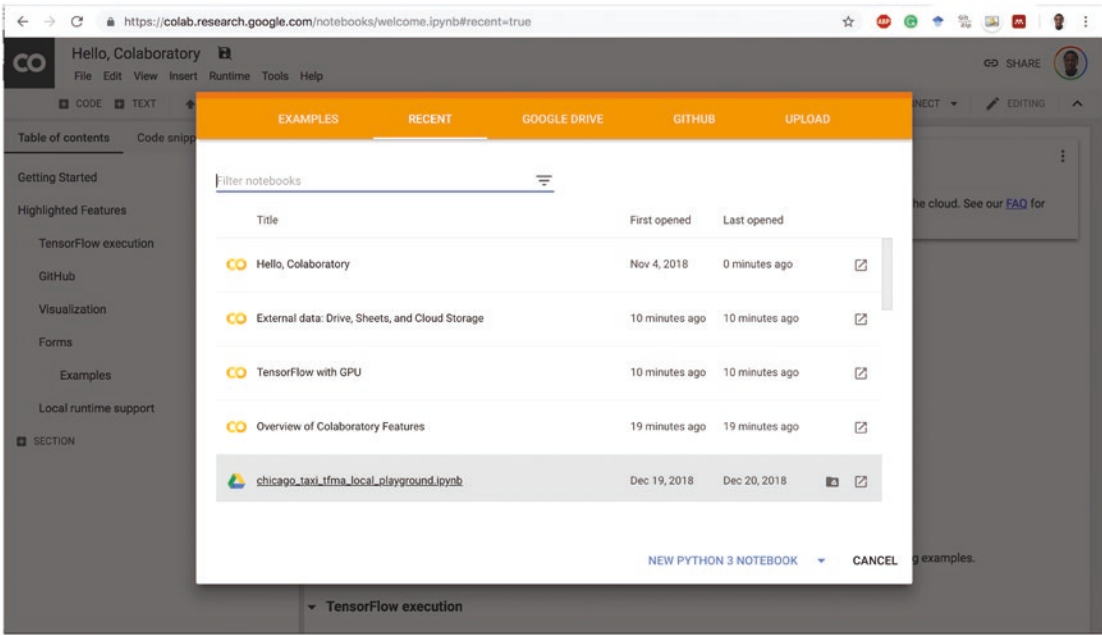 https://colab.research.google.com/notebooks/welcome.ipynb#recent=true
ABP
CO Hello, Colaboratory
File Edit View Insert Runtime Tools Help
SHARE
CODE TEXT
NNECT EDITING
Table of contents Code snipp
Getting Started
Highlighted Features
TensorFlow execution
GitHub
Visualization
Forms
Examples
Local runtime support
SECTION
EXAMPLES RECENT GOOGLE DRIVE GITHUB UPLOAD
Filter notebooks
Title First opened Last opened
CO Hello, Colaboratory Nov 4, 2018 0 minutes ago
CO External data: Drive, Sheets, and Cloud Storage 10 minutes ago 10 minutes ago
CO TensorFlow with GPU 10 minutes ago 10 minutes ago
CO Overview of Colaboratory Features 19 minutes ago 19 minutes ago
chicago_taxi_tfma_local_playground.ipynb Dec 19, 2018 Dec 20, 2018
NEW PYTHON 3 NOTEBOOK CANCEL
he cloud. See our FAQ for
g examples.
TensorFlow execution